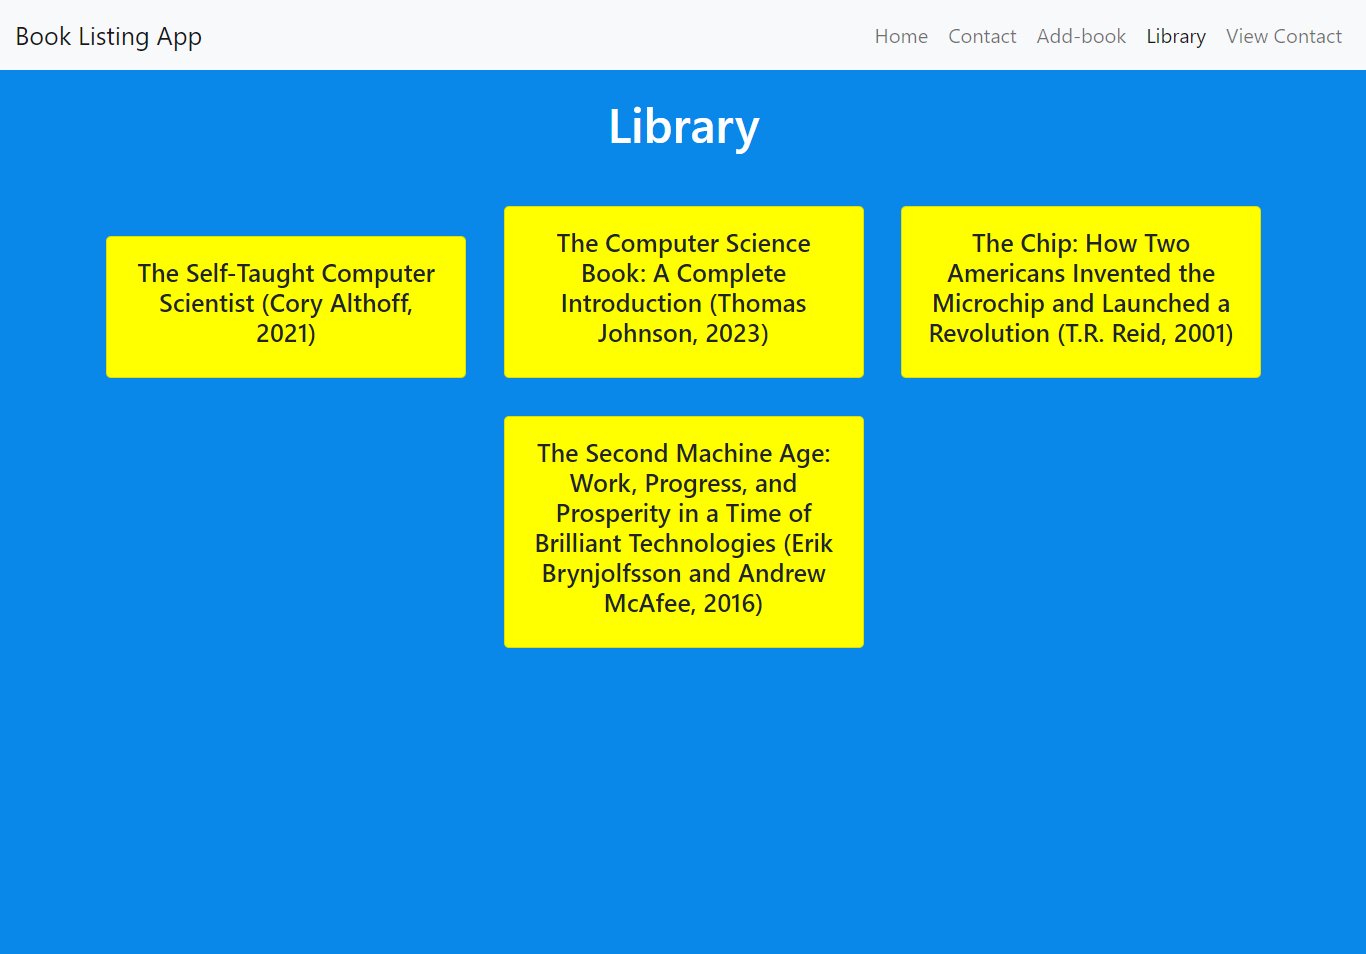 Book Listing App
Home Contact Add-book Library View Contact
Library
The Self-Taught Computer
Scientist (Cory Althoff,
2021)
The Computer Science
Book: A Complete
Introduction (Thomas
Johnson, 2023)
The Chip: How Two
Americans Invented the
Microchip and Launched a
Revolution (T.R. Reid, 2001)
The Second Machine Age:
Work, Progress, and
Prosperity in a Time of
Brilliant Technologies (Erik
Brynjolfsson and Andrew
McAfee, 2016)